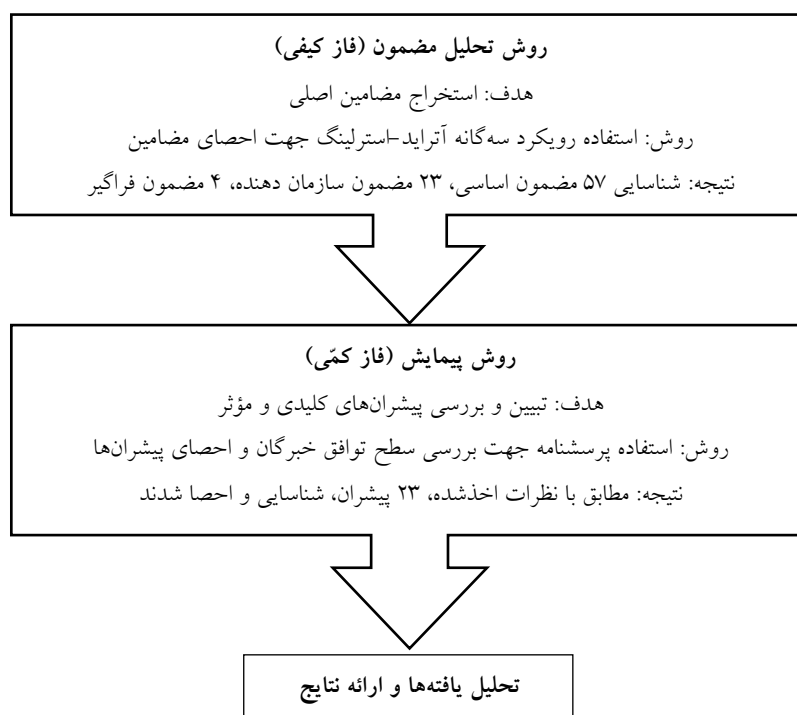 روش تحلیل مضمون (فاز کیفی)
هدف: استخراج مضامین اصلی
روش: استفاده رویکرد سه‌گانه آتراید-استرلینگ جهت احصای مضامین
نتیجه: شناسایی ۵۷ مضمون اساسی، ۲۳ مضمون سازمان دهنده، ۴ مضمون فراگیر
روش پیمایش (فاز کمّی)
هدف: تبیین و بررسی پیشران‌های کلیدی و مؤثر
روش: استفاده پرسشنامه جهت بررسی سطح توافق خبرگان و احصای پیشران‌ها
نتیجه: مطابق با نظرات اخذشده، ۲۳ پیشران، شناسایی و احصا شدند
تحلیل یافته‌ها و ارائه نتایج